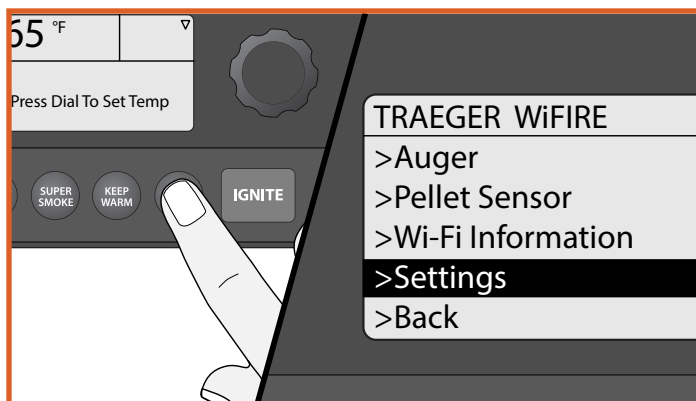 65 °F
Press Dial To Set Temp
SUPER
SMOKE
KEEP
WARM
IGNITE
TRAEGER WiFIRE
>Auger
>Pellet Sensor
>Wi-Fi Information
>Settings
>Back